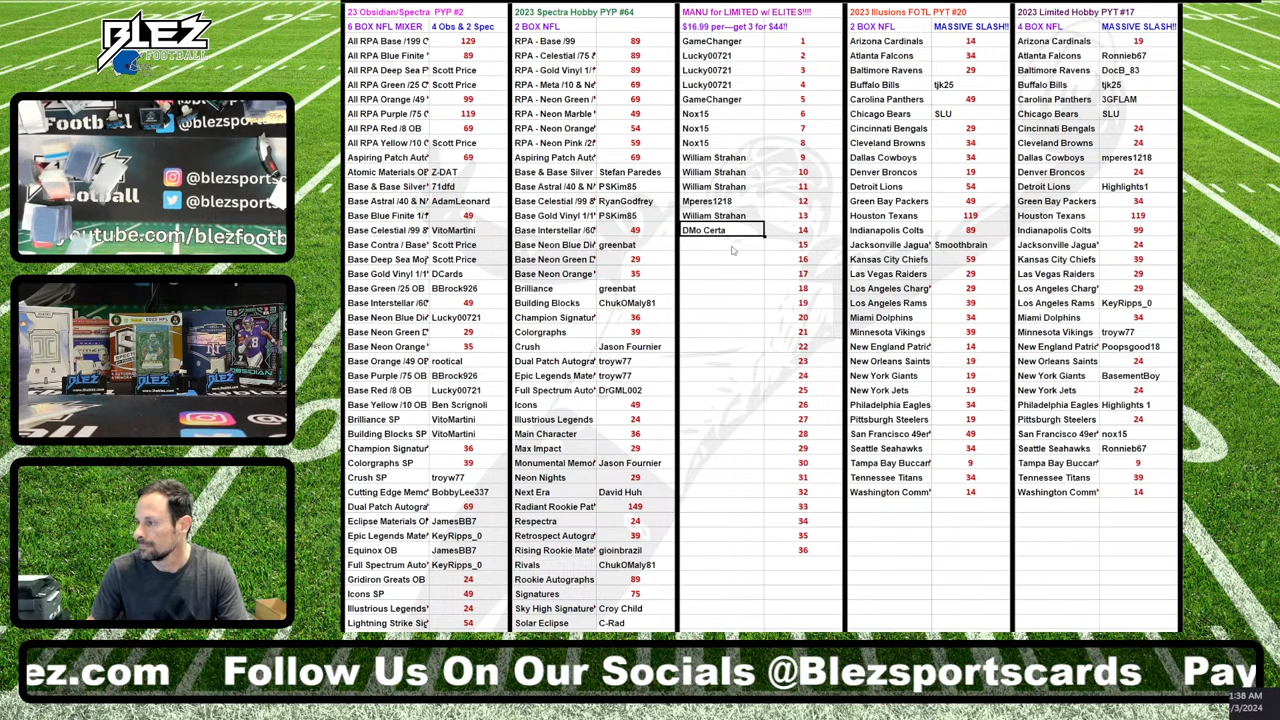 BLEZ
FOOTBALL
Football @blezsports
@blezsportsc
football
youtube.com/blezfootb
BLEZ BLEZ BLEZ
OBSIDIAN
23 Obsidian/Spectra PYP #2
6 BOX NFL MIXER 4 Obs & 2 Spec
All RPA Base /199 129
All RPA Blue Finite 89
All RPA Deep Sea Scott Price
All RPA Green /25 Scott Price
All RPA Orange /49 99
All RPA Purple /75 119
All RPA Red /8 OB 69
All RPA Yellow /10 Scott Price
Aspiring Patch Aut 69
Atomic Materials Z-DAT
Base & Base Silver 71dfd
Base Astral /40 & AdamLeonard
Base Blue Finite 1/ 49
Base Celestial /99 VitoMartini
Base Contra / Base Scott Price
Base Deep Sea Scott Price
Base Gold Vinyl 1/1 DCards
Base Green /25 OB BBrock926
Base Interstellar /60 49
Base Neon Blue Di Lucky00721
Base Neon Green 29
Base Neon Orange 35
Base Orange /49 OB rootical
Base Purple /75 OB BBrock926
Base Red /8 OB Lucky00721
Base Yellow /10 OB Ben Scrignoli
Brilliance SP VitoMartini
Building Blocks SP VitoMartini
Champion Signatur 36
Colorgraphs SP 39
Crush SP troyw77
Cutting Edge Memo BobbyLee337
Dual Patch Autogra 69
Eclipse Materials JamesBB7
Epic Legends Mate KeyRipps_0
Equinox OB JamesBB7
Full Spectrum Auto KeyRipps_0
Gridiron Greats OB 24
Icons SP 49
Illustrious Legends 24
Lightning Strike Sig 54
2023 Spectra Hobby PYP #64
2 BOX NFL
RPA - Base /99 89
RPA - Celestial /75 89
RPA - Gold Vinyl 1/ 89
RPA - Meta /10 & Ne 69
RPA - Neon Green / 69
RPA - Neon Marble 49
RPA - Neon Orange 54
RPA - Neon Pink /2 59
Aspiring Patch Aut 69
Base & Base Silver Stefan Paredes
Base Astral /40 & PSKim85
Base Celestial /99 RyanGodfrey
Base Gold Vinyl 1/1 PSKim85
Base Interstellar /60 49
Base Neon Blue Di greenbat
Base Neon Green 29
Base Neon Orange 35
Brilliance greenbat
Building Blocks ChukOMaly81
Champion Signatur 36
Colorgraphs 39
Crush Jason Fournier
Dual Patch Autogra troyw77
Epic Legends Mate troyw77
Full Spectrum Auto DrGML002
Icons 49
Illustrious Legends 24
Main Character 36
Max Impact 29
Monumental Memo Jason Fournier
Neon Nights 29
Next Era David Huh
Radiant Rookie Pat 149
Respectra 24
Retrospect Autogra 39
Rising Rookie Mate gioinbrazil
Rivals ChukOMaly81
Rookie Autographs 89
Signatures 75
Sky High Signature Croy Child
Solar Eclipse C-Rad
MANU for LIMITED w/ ELITES!!!!
$16.99 per----get 3 for $44!!
GameChanger 1
Lucky00721 2
Lucky00721 3
Lucky00721 4
GameChanger 5
Nox15 6
Nox15 7
Nox15 8
William Strahan 9
William Strahan 10
William Strahan 11
Mperes1218 12
William Strahan 13
DMo Certa 14
15
16
17
18
19
20
21
22
23
24
25
26
27
28
29
30
31
32
33
34
35
36
2023 Illusions FOTL PYT #20
2 BOX NFL MASSIVE SLASH!!
Arizona Cardinals 14
Atlanta Falcons 34
Baltimore Ravens 29
Buffalo Bills tjk25
Carolina Panthers 49
Chicago Bears SLU
Cincinnati Bengals 29
Cleveland Browns 34
Dallas Cowboys 34
Denver Broncos 19
Detroit Lions 54
Green Bay Packers 49
Houston Texans 119
Indianapolis Colts 89
Jacksonville Jagua Smoothbrain
Kansas City Chiefs 59
Las Vegas Raiders 29
Los Angeles Charg 29
Los Angeles Rams 39
Miami Dolphins 34
Minnesota Vikings 39
New England Patri 14
New Orleans Saints 19
New York Giants 19
New York Jets 19
Philadelphia Eagles 34
Pittsburgh Steelers 19
San Francisco 49er 49
Seattle Seahawks 34
Tampa Bay Buccan 9
Tennessee Titans 34
Washington Comm 14
2023 Limited Hobby PYT #17
4 BOX NFL MASSIVE SLASH!!
Arizona Cardinals 19
Atlanta Falcons Ronnieb67
Baltimore Ravens DocB_83
Buffalo Bills tjk25
Carolina Panthers 3GFLAM
Chicago Bears SLU
Cincinnati Bengals 24
Cleveland Browns 24
Dallas Cowboys mperes1218
Denver Broncos 24
Detroit Lions Highlights1
Green Bay Packers 34
Houston Texans 119
Indianapolis Colts 99
Jacksonville Jagua 24
Kansas City Chiefs 39
Las Vegas Raiders 29
Los Angeles Charg 29
Los Angeles Rams KeyRipps_0
Miami Dolphins 34
Minnesota Vikings troyw77
New England Patri Poopsgood18
New Orleans Saints 24
New York Giants BasementBoy
New York Jets 24
Philadelphia Eagles Highlights 1
Pittsburgh Steelers 24
San Francisco 49er nox15
Seattle Seahawks Ronnieb67
Tampa Bay Buccan 9
Tennessee Titans 39
Washington Comm 14
ez.com Follow Us On Our Socials @Blezsportscards Pay
1:38 AM
/3/2024